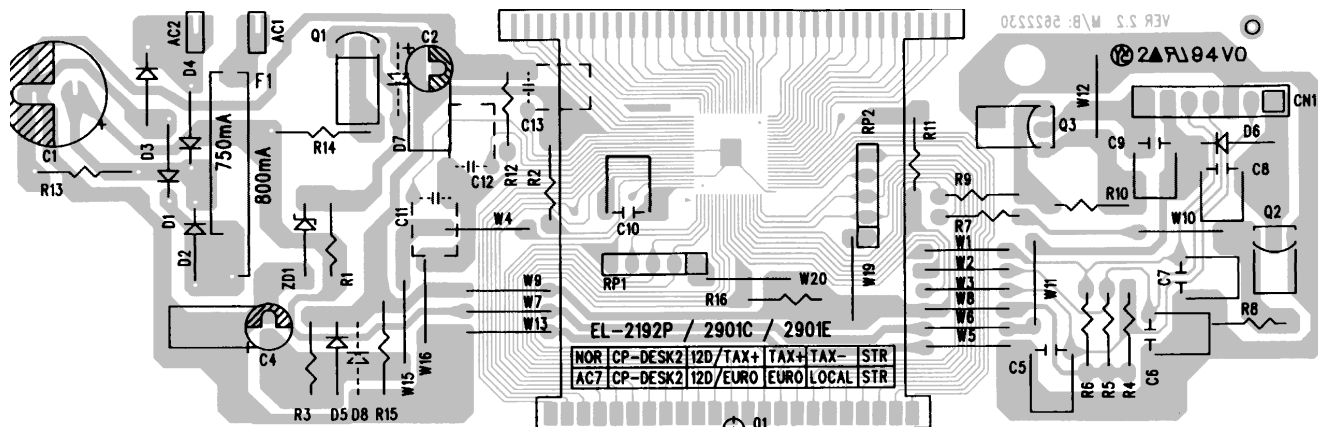 AC2
AC1
VER 2.2 M/B: 5622230
Q1
C2
94V0
D4
F1
W12
CN1
C1
D3
750mA
800mA
R14
D7
C13
RP2
R11
Q3
C9
D6
R13
C12
R12
R2
C8
D1
C11
W4
C10
R9
R10
R7
W10
Q2
D2
ZD1
R1
W1
W2
W19
W11
C7
W9
RP1
W20
W3
W7
R16
W8
W13
EL-2192P / 2901C / 2901E
W6
W5
R8
C4
NOR CP-DESK2 12D/TAX+ TAX+ TAX- STR
AC7 CP-DESK2 12D/EURO EURO LOCAL STR
W15
W16
C5
C6
R3
D5
D8
R15
R6
R5
R4
Q1